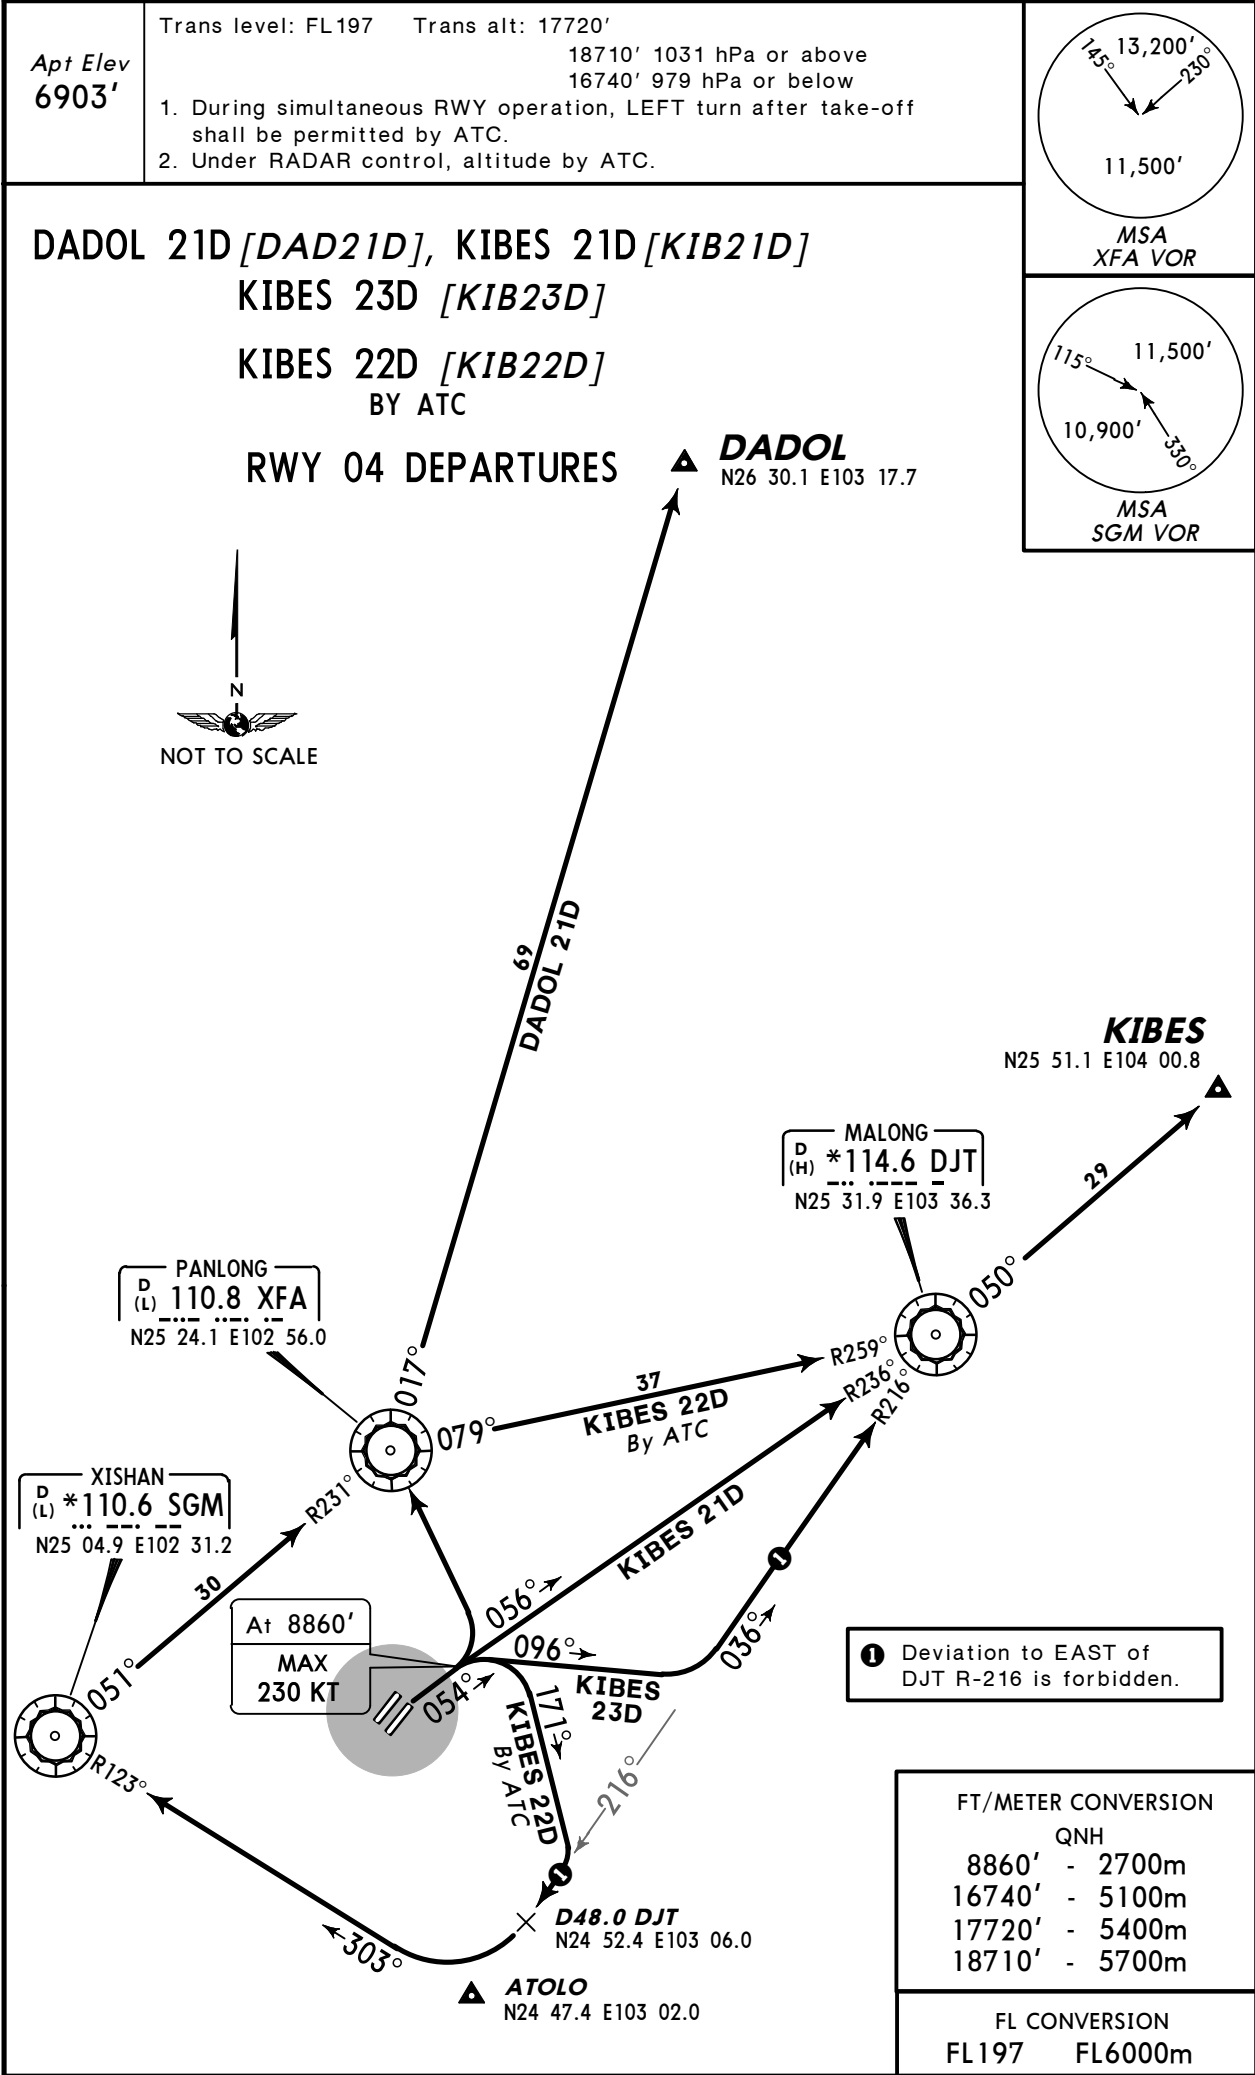 Apt Elev
6903'
Trans level: FL197 Trans alt: 17720'
18710' 1031 hPa or above
16740' 979 hPa or below
1. During simultaneous RWY operation, LEFT turn after take-off
shall be permitted by ATC.
2. Under RADAR control, altitude by ATC.
145°
13,200'
230°
11,500'
MSA
XFA VOR
115°
11,500'
10,900'
330°
MSA
SGM VOR
DADOL 21D [DAD21D], KIBES 21D [KIB21D]
KIBES 23D [KIB23D]
KIBES 22D [KIB22D]
BY ATC
RWY 04 DEPARTURES
DADOL
N26 30.1 E103 17.7
N
NOT TO SCALE
69
DADOL 21D
KIBES
N25 51.1 E104 00.8
29
050°
MALONG
D
(H) *114.6 DJT
N25 31.9 E103 36.3
PANLONG
D
(L) 110.8 XFA
N25 24.1 E102 56.0
017°
079°
37
KIBES 22D
By ATC
R259°
R236°
R216°
R231°
XISHAN
D
(L) *110.6 SGM
N25 04.9 E102 31.2
30
051°
R123°
At 8860'
MAX
230 KT
054°
056°
KIBES 21D
096°
KIBES
23D
036°
171°
KIBES 22D
By ATC
216°
1
1
1 Deviation to EAST of
DJT R-216 is forbidden.
D48.0 DJT
N24 52.4 E103 06.0
303°
ATOLO
N24 47.4 E103 02.0
FT/METER CONVERSION
QNH
8860' - 2700m
16740' - 5100m
17720' - 5400m
18710' - 5700m
FL CONVERSION
FL197 FL6000m